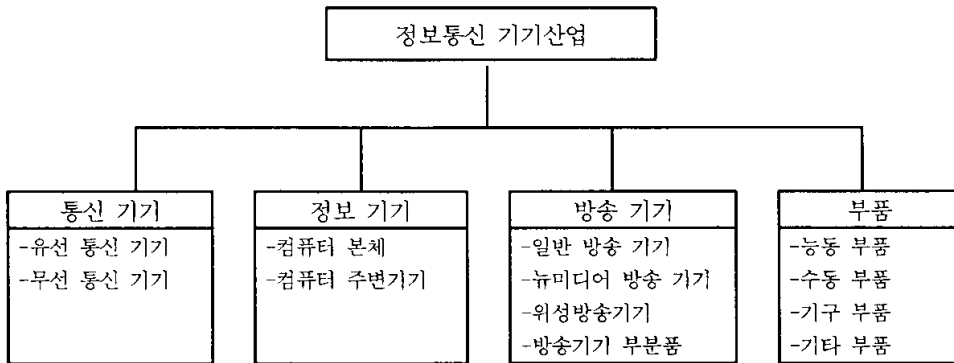 정보통신 기기산업
통신 기기
-유선 통신 기기
-무선 통신 기기
정보 기기
-컴퓨터 본체
-컴퓨터 주변기기
방송 기기
-일반 방송 기기
-뉴미디어 방송 기기
-위성방송기기
-방송기기 부분품
부품
-능동 부품
-수동 부품
-기구 부품
-기타 부품